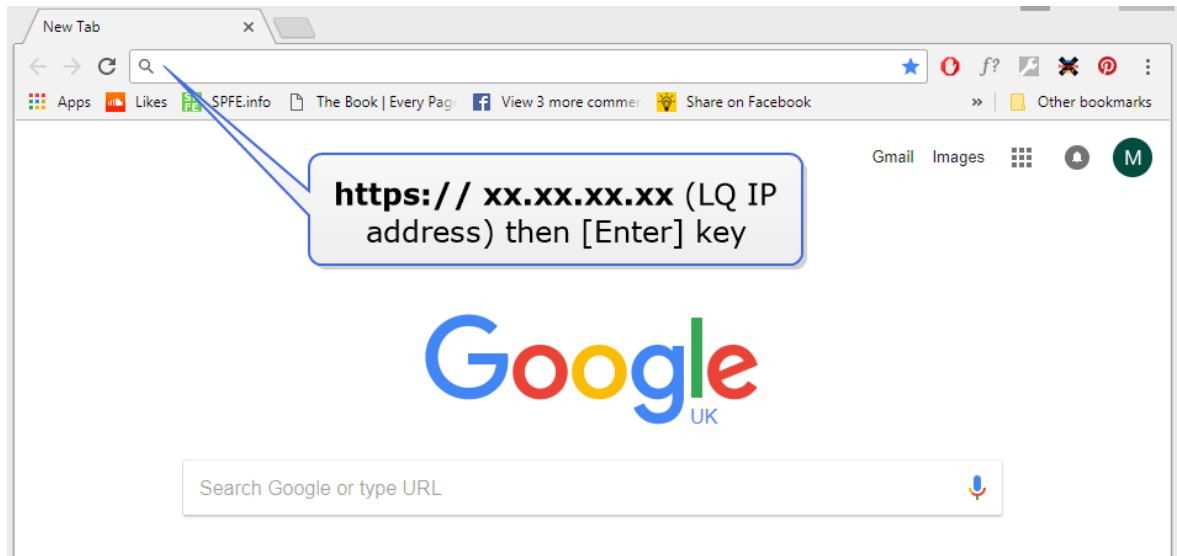 New Tab
Apps Likes SPFE.info The Book | Every Pag View 3 more commer Share on Facebook » Other bookmarks
Gmail Images M
https:// xx.xx.xx.xx (LQ IP
address) then [Enter] key
Google
UK
Search Google or type URL